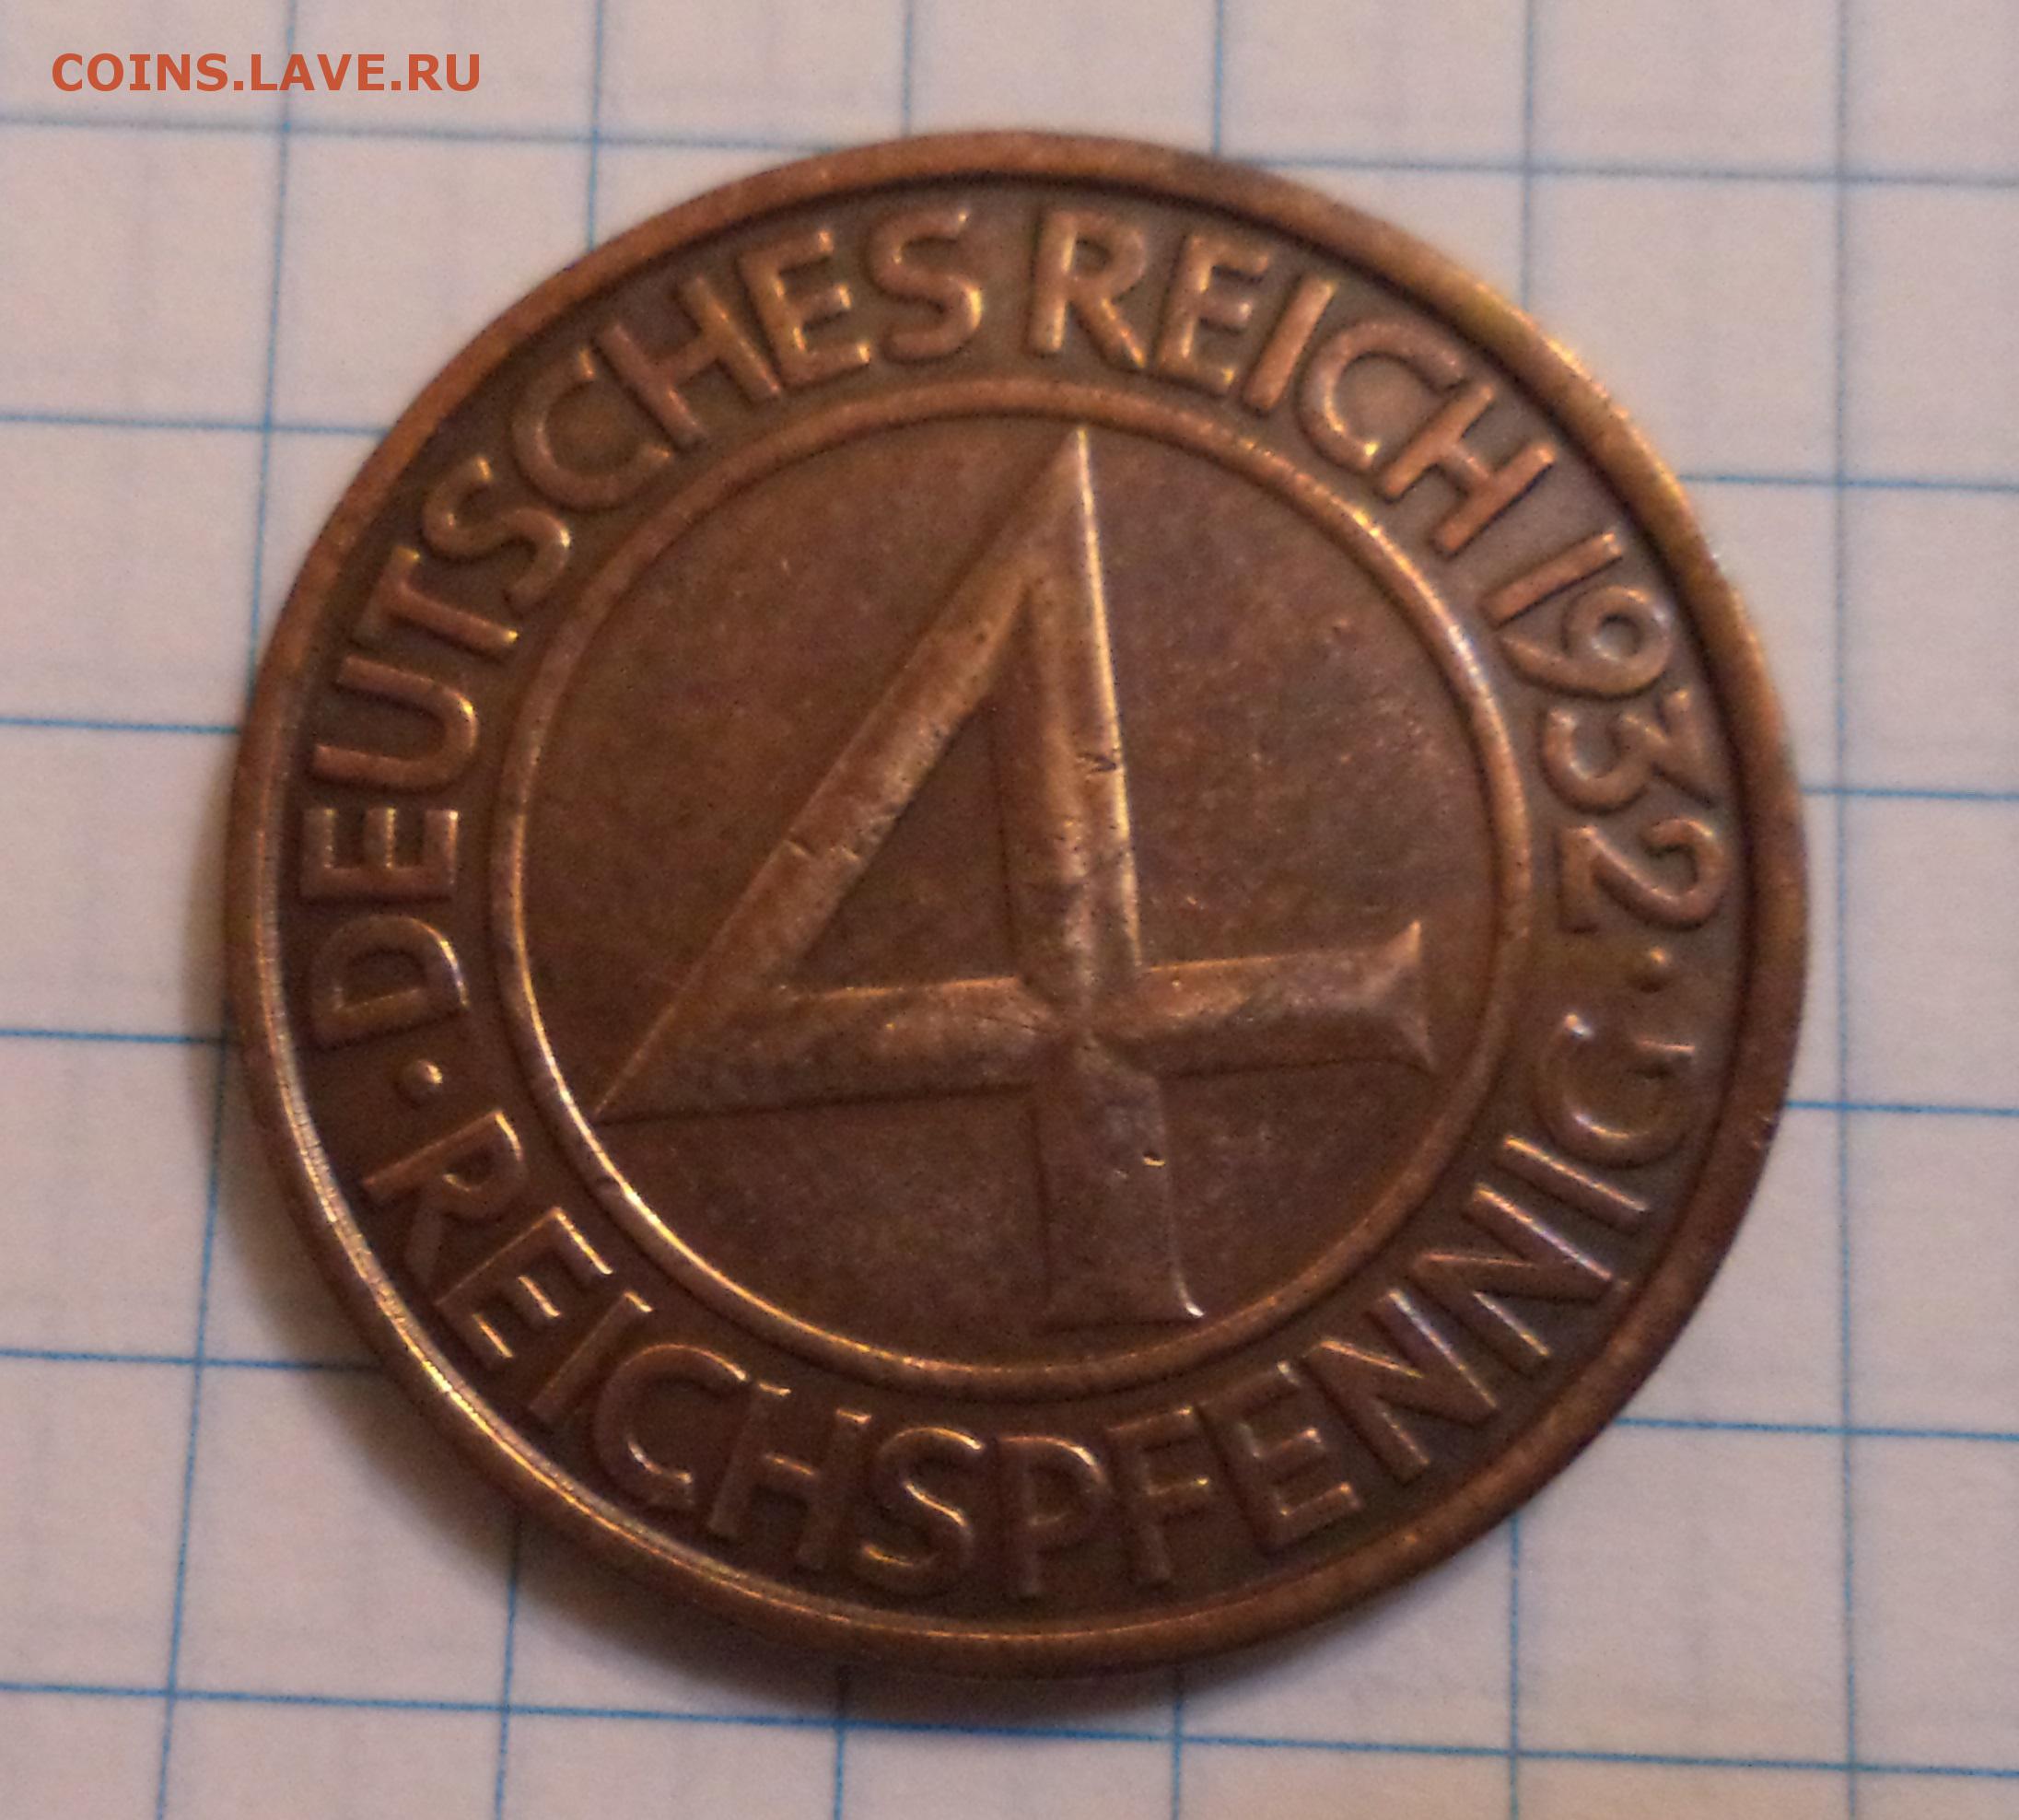 COINS.LAVE.RU
DEUTSCHES REICH 1932
4
· REICHSPFENNIG ·